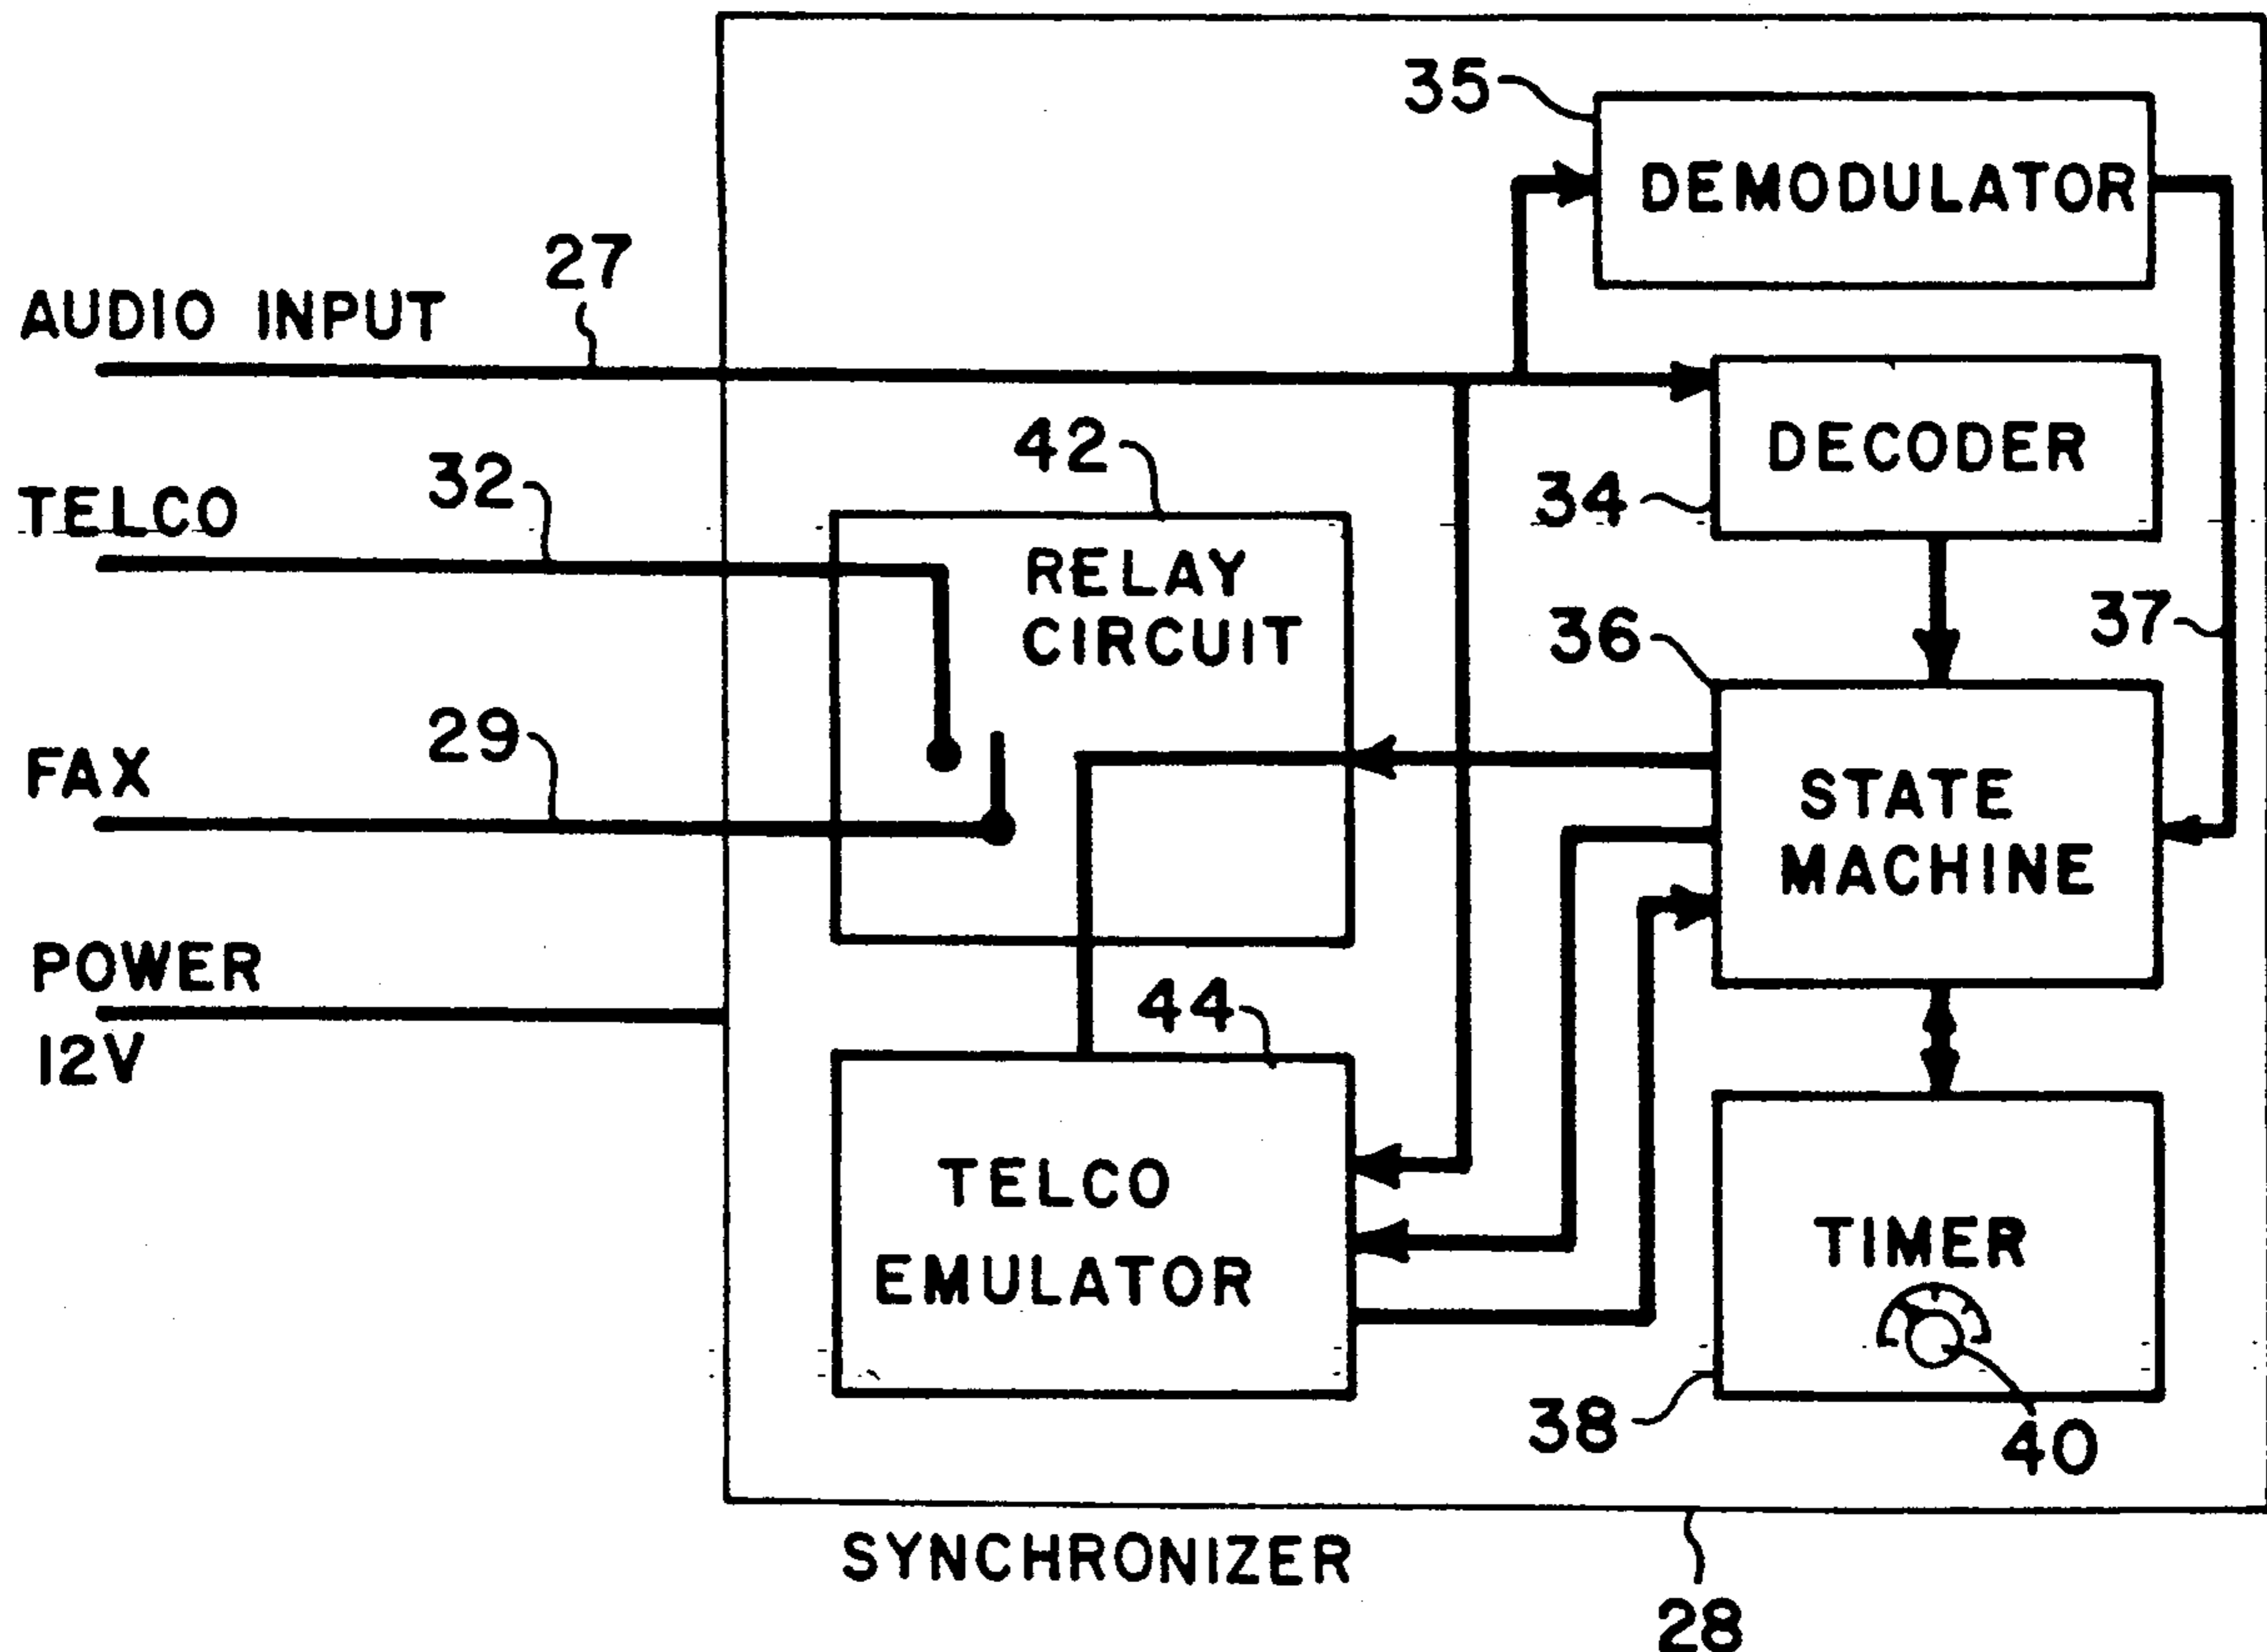 35
DEMODULATOR
27
AUDIO INPUT
42
DECODER
32
34
TELCO
RELAY
CIRCUIT
37
36
29
FAX
STATE
MACHINE
POWER
12V
44
TELCO
EMULATOR
TIMER
38
40
SYNCHRONIZER
28